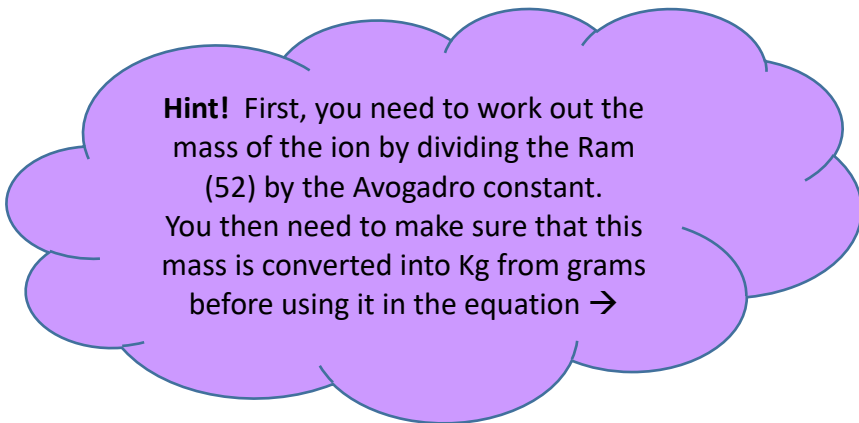 Hint! First, you need to work out the
mass of the ion by dividing the Ram
(52) by the Avogadro constant.
You then need to make sure that this
mass is converted into Kg from grams
before using it in the equation →